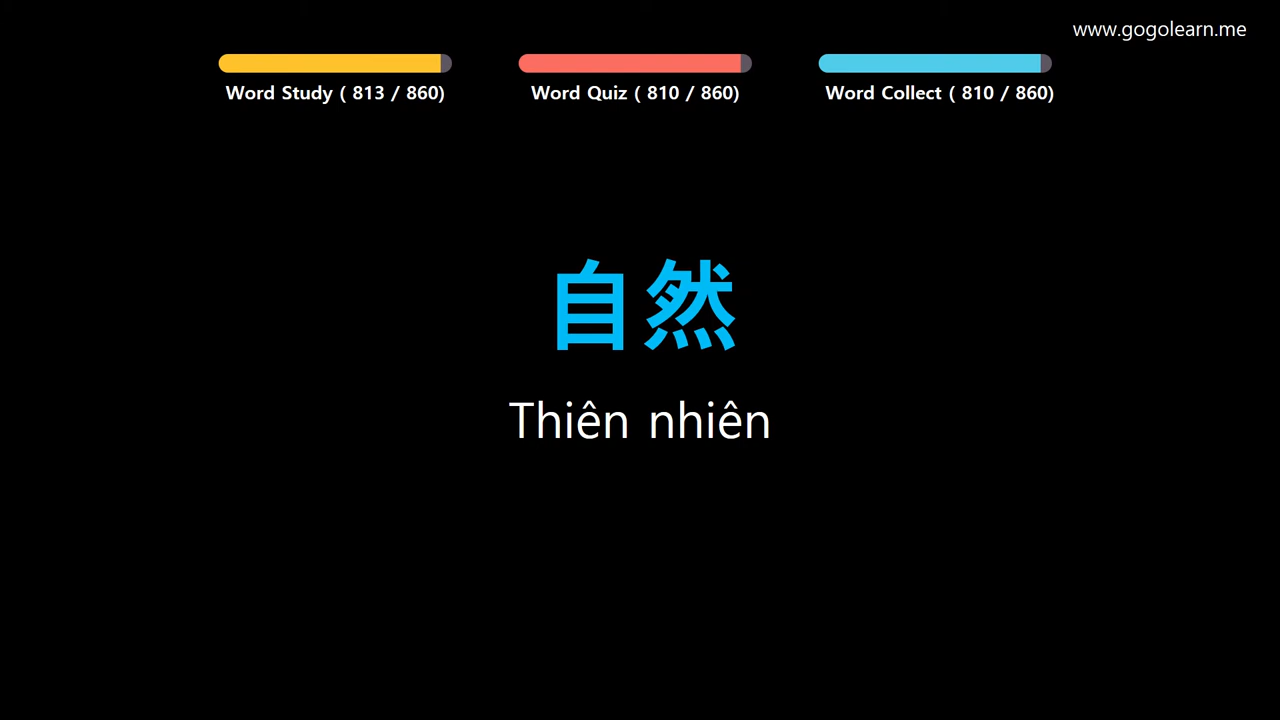 www.gogolearn.me
Word Study ( 813 / 860)
Word Quiz ( 810 / 860)
Word Collect ( 810 / 860)
自然
Thiên nhiên